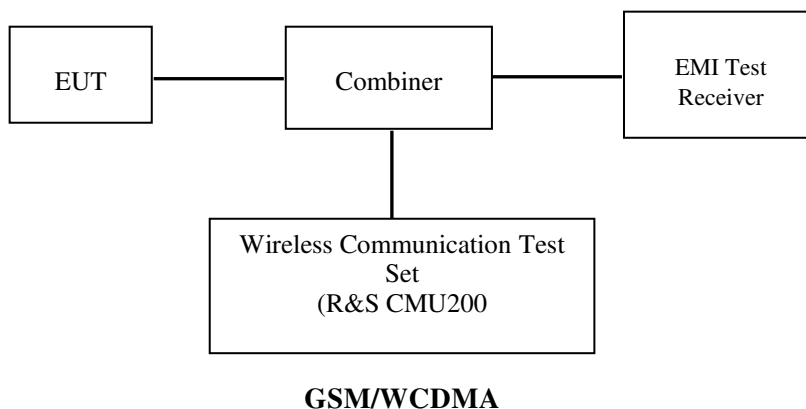 EUT
Combiner
EMI Test
Receiver
Wireless Communication Test
Set
(R&S CMU200
GSM/WCDMA